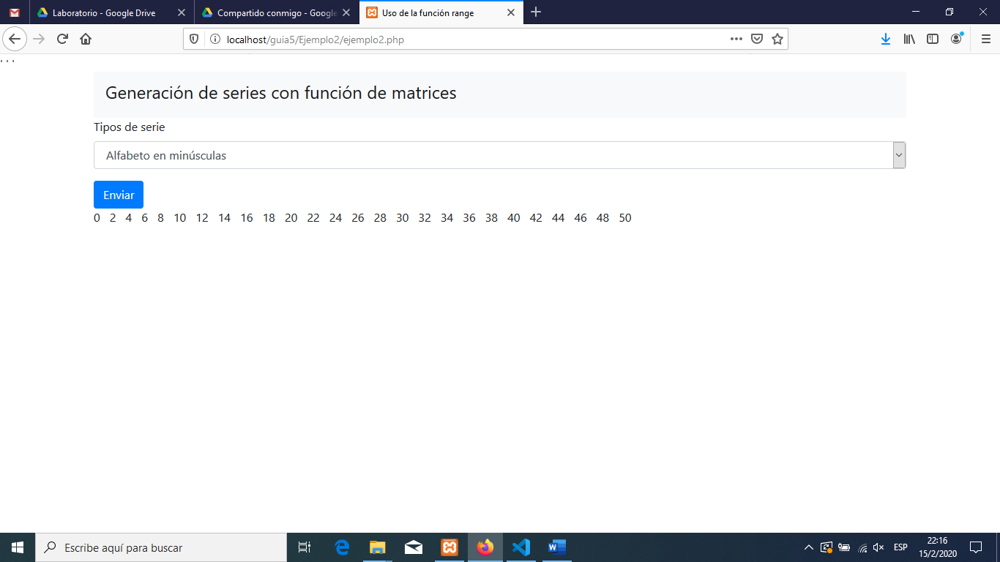 Laboratorio - Google Drive
Compartido conmigo - Google
Uso de la función range
localhost/guia5/Ejemplo2/ejemplo2.php
Generación de series con función de matrices
Tipos de serie
Alfabeto en minúsculas
Enviar
0 2 4 6 8 10 12 14 16 18 20 22 24 26 28 30 32 34 36 38 40 42 44 46 48 50
Escribe aquí para buscar
ESP
22:16
15/2/2020